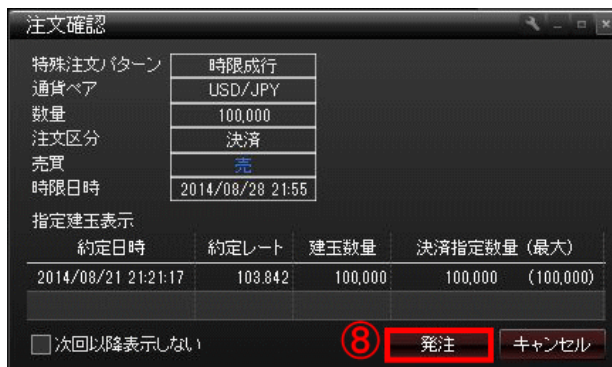 注文確認
特殊注文パターン 時限成行
通貨ペア USD/JPY
数量 100,000
注文区分 決済
売買 売
時限日時 2014/08/28 21:55
指定建玉表示
約定日時 約定レート 建玉数量 決済指定数量 (最大)
2014/08/21 21:21:17 103.842 100,000 100,000 (100,000)
次回以降表示しない ⑧ 発注 キャンセル